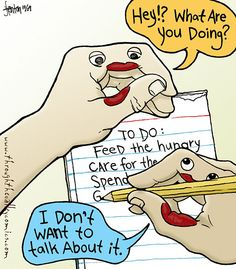 Hey!? What Are
You Doing?
TO DO:
FEED the hungry
CARE for the
Spend
G
I Don't
WANT to
talk About it.